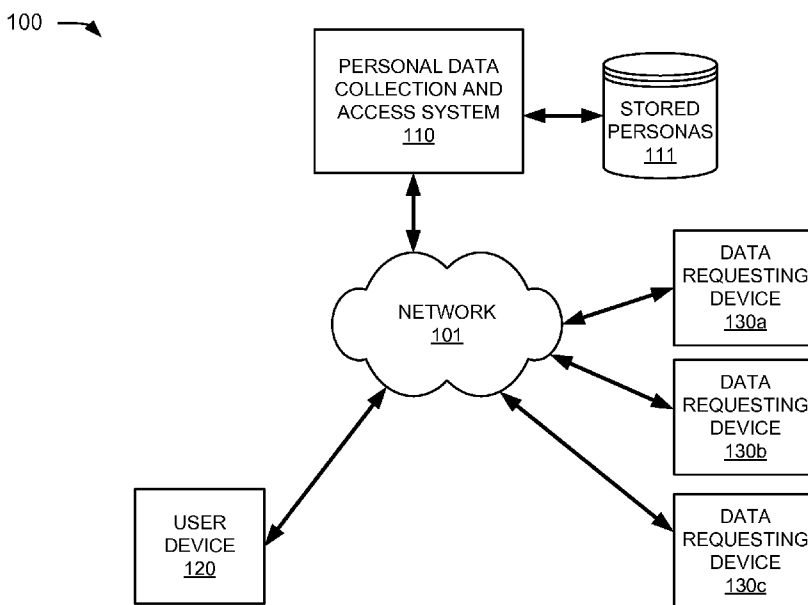 100
PERSONAL DATA
COLLECTION AND
ACCESS SYSTEM
110
STORED
PERSONAS
111
NETWORK
101
DATA
REQUESTING
DEVICE
130a
DATA
REQUESTING
DEVICE
130b
DATA
REQUESTING
DEVICE
130c
USER
DEVICE
120